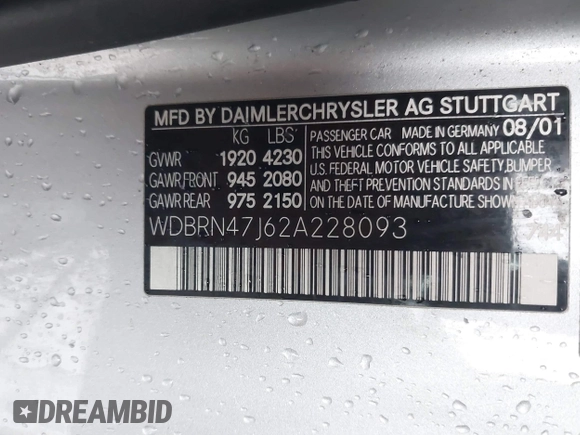 MFD BY DAIMLERCHRYSLER AG STUTTGART
KG LBS
GVWR 1920 4230
GAWR/FRONT 945 2080
GAWR REAR 975 2150
PASSENGER CAR MADE IN GERMANY 08/01
THIS VEHICLE CONFORMS TO ALL APPLICABLE
U.S. FEDERAL MOTOR VEHICLE SAFETY, BUMPER
AND THEFT PREVENTION STANDARDS IN
EFFECT ON THE DATE OF MANUFACTURE SHOWN
WDBRN47J62A228093
DREAMBID